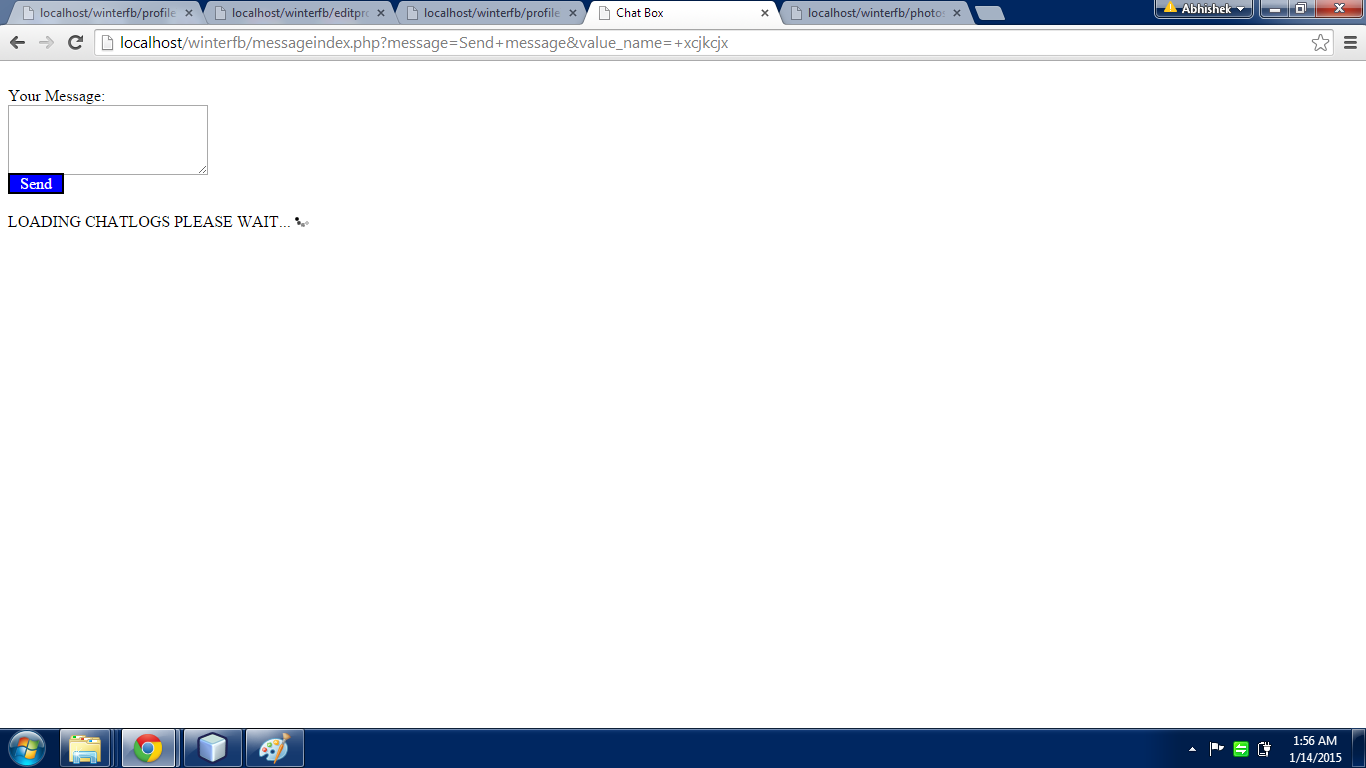 localhost/winterfb/profile
localhost/winterfb/editpro
localhost/winterfb/profile
Chat Box
localhost/winterfb/photos
Abhishek
localhost/winterfb/messageindex.php?message=Send+message&value_name=+xcjkcjx
Your Message:
Send
LOADING CHATLOGS PLEASE WAIT...
1:56 AM
1/14/2015